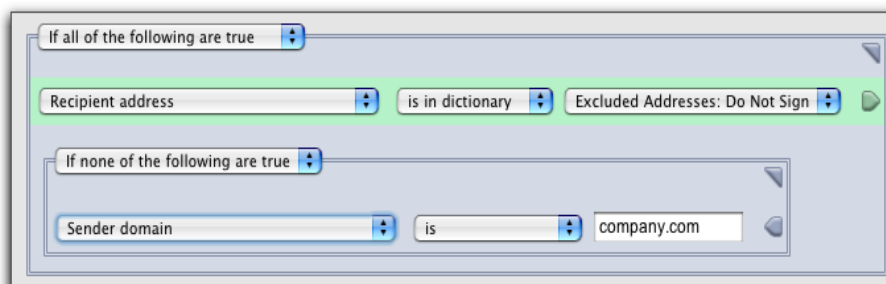 If all of the following are true
Recipient address is in dictionary Excluded Addresses: Do Not Sign
If none of the following are true
Sender domain is company.com